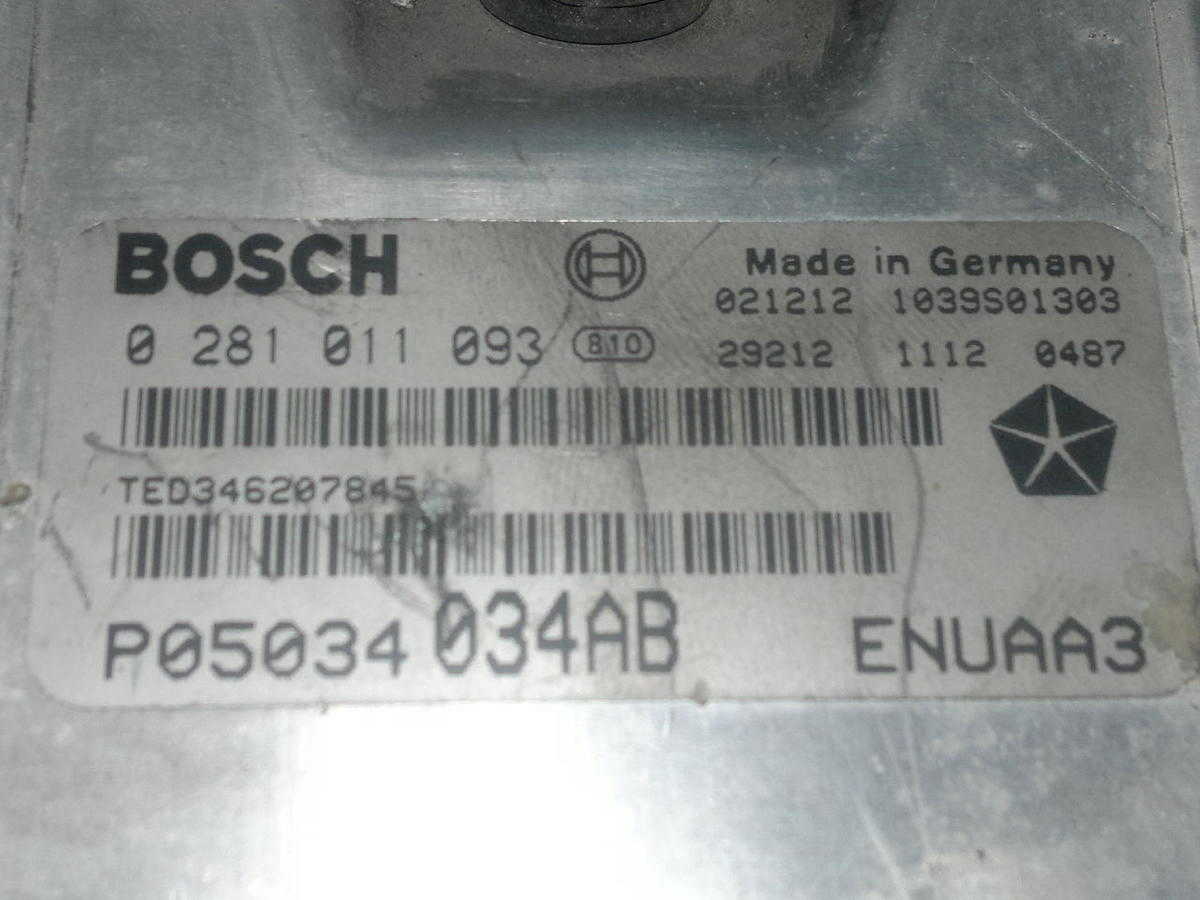 BOSCH
Made in Germany
021212 1039S01303
0 281 011 093 810 29212 1112 0487
TED346207845
P05034 034AB ENUAA3